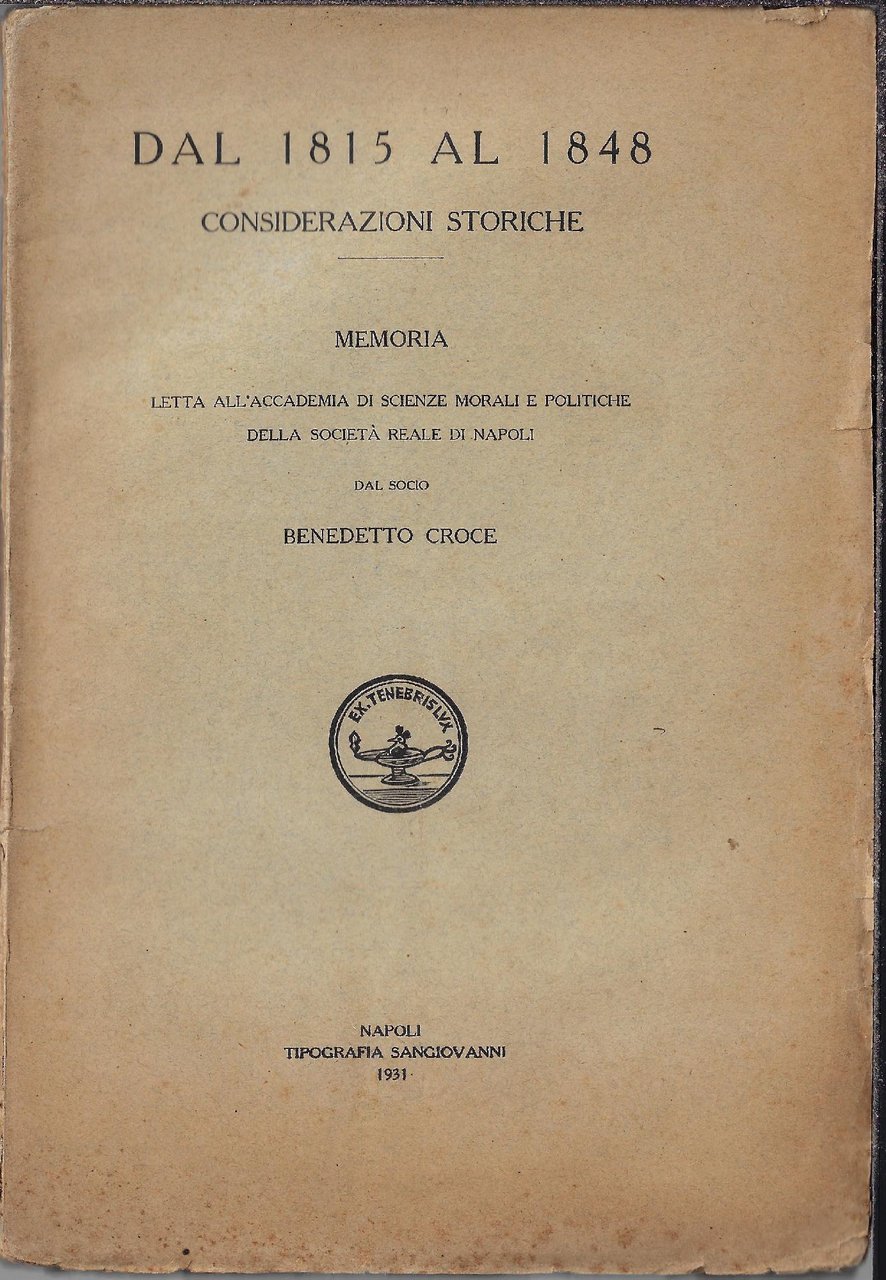 DAL 1815 AL 1848
CONSIDERAZIONI STORICHE
MEMORIA
LETTA ALL'ACCADEMIA DI SCIENZE MORALI E POLITICHE
DELLA SOCIETÀ REALE DI NAPOLI
DAL SOCIO
BENEDETTO CROCE
EX.TENEBRIS LVX
NAPOLI
TIPOGRAFIA SANGIOVANNI
1931